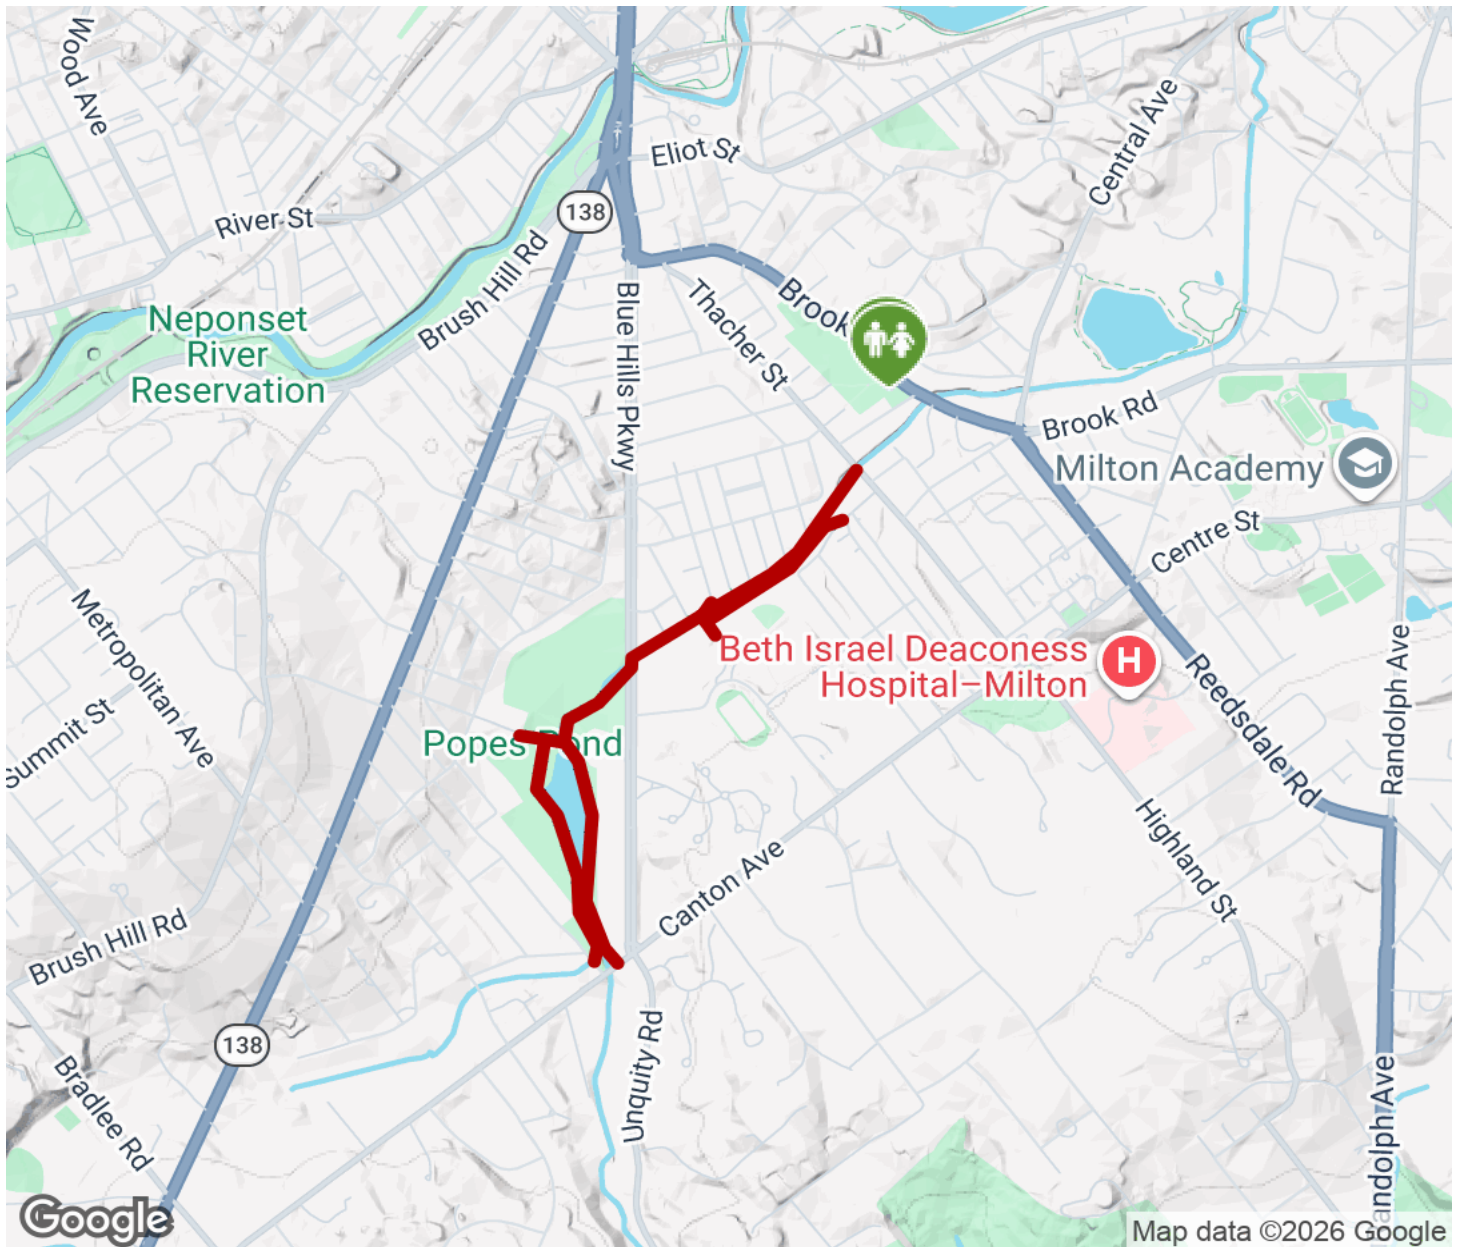 Wood Ave
Eliot St
Central Ave
River St
138
Brush Hill Rd
Neponset
River
Reservation
Blue Hills Pkwy
Thacher St
Brook
Brook Rd
Milton Academy
Centre St
Metropolitan Ave
Summit St
Beth Israel Deaconess
Hospital–Milton
H
Reedsdale Rd
Randolph Ave
Popes Pond
Highland St
Canton Ave
Brush Hill Rd
138
Unquity Rd
Bradlee Rd
andolph Ave
Google
Map data ©2026 Google